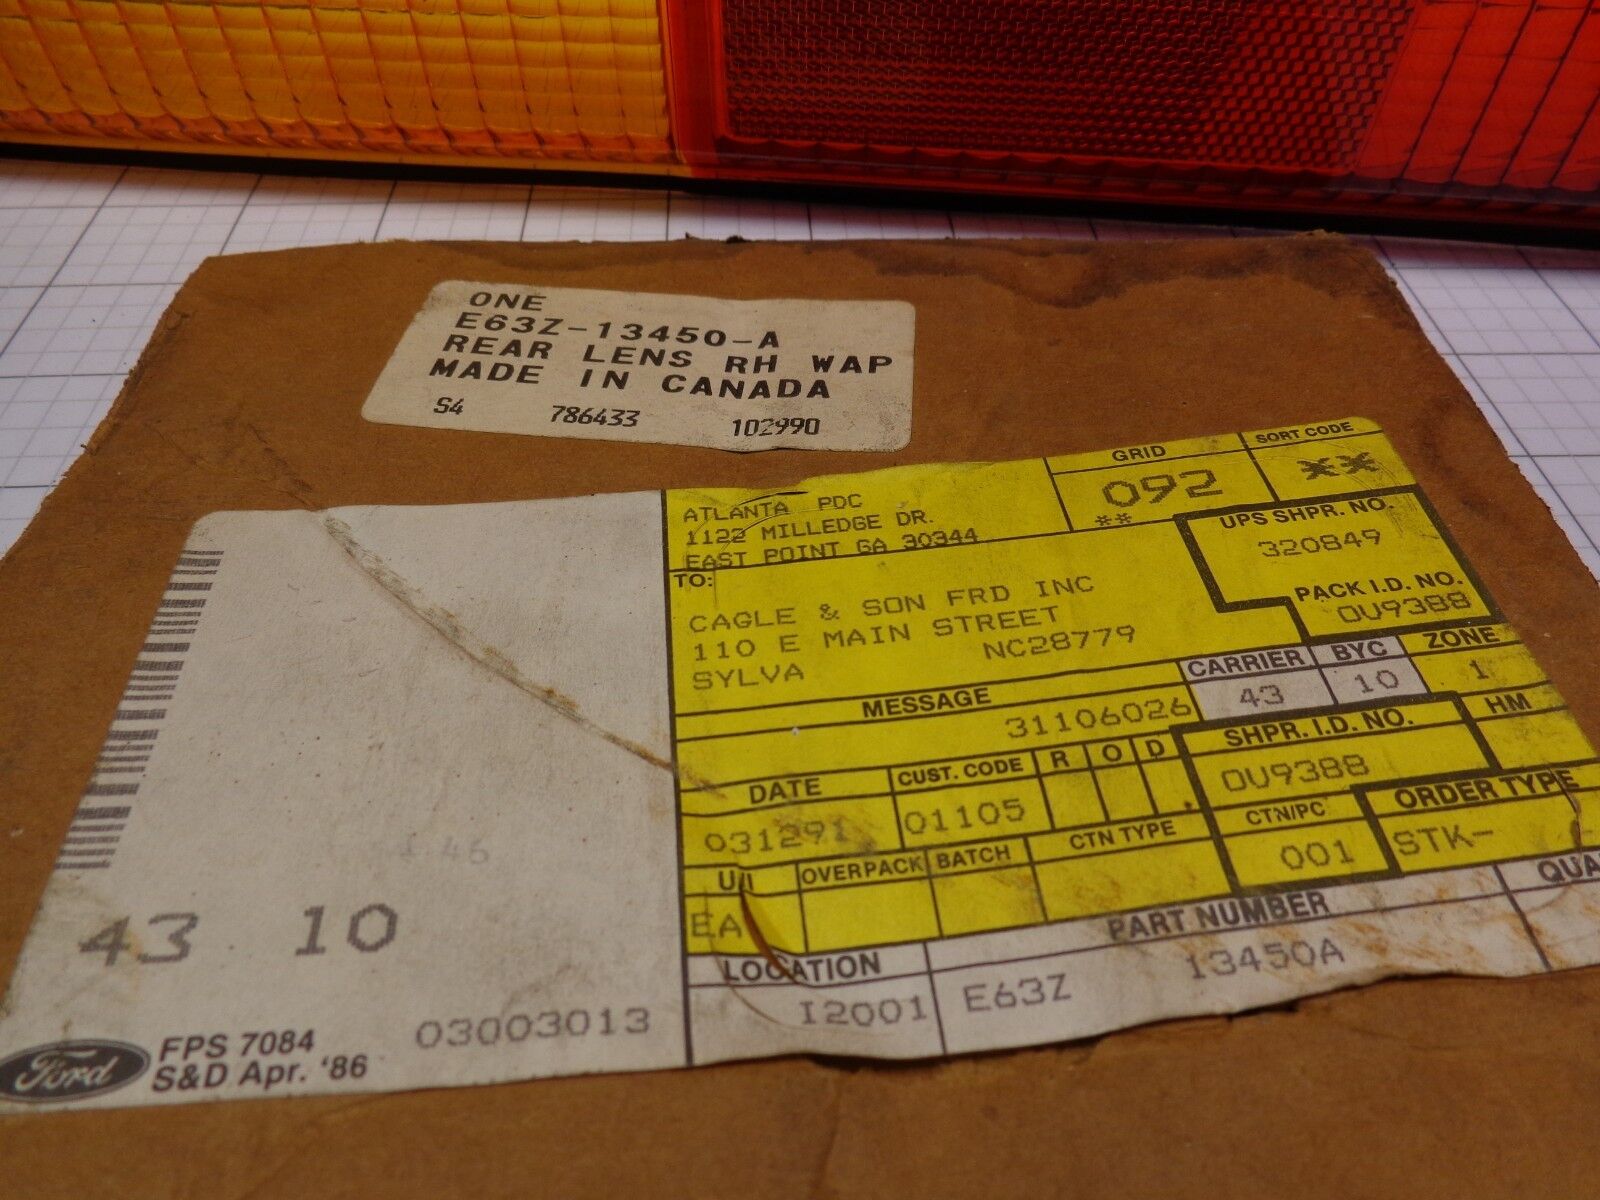 ONE
E63Z-13450-A
REAR LENS RH WAP
MADE IN CANADA
S4 786433 102990
ATLANTA PDC
1122 MILLEDGE DR.
EAST POINT GA 30344
GRID
092
**
SORT CODE
**
UPS SHPR. NO.
320849
PACK I.D. NO.
0U9388
TO:
CAGLE & SON FRD INC
110 E MAIN STREET
SYLVA NC28779
CARRIER
43
BYC
10
ZONE
1
MESSAGE
31106026
SHPR. I.D. NO.
0U9388
HM
DATE
031291
CUST. CODE
01105
R O D
CTN/PC
001
ORDER TYPE
STK-
U/I
EA
OVERPACK
BATCH
CTN TYPE
LOCATION
I2001
PART NUMBER
E63Z 13450A
QUA
43 10
03003013
Ford
FPS 7084
S&D Apr. '86